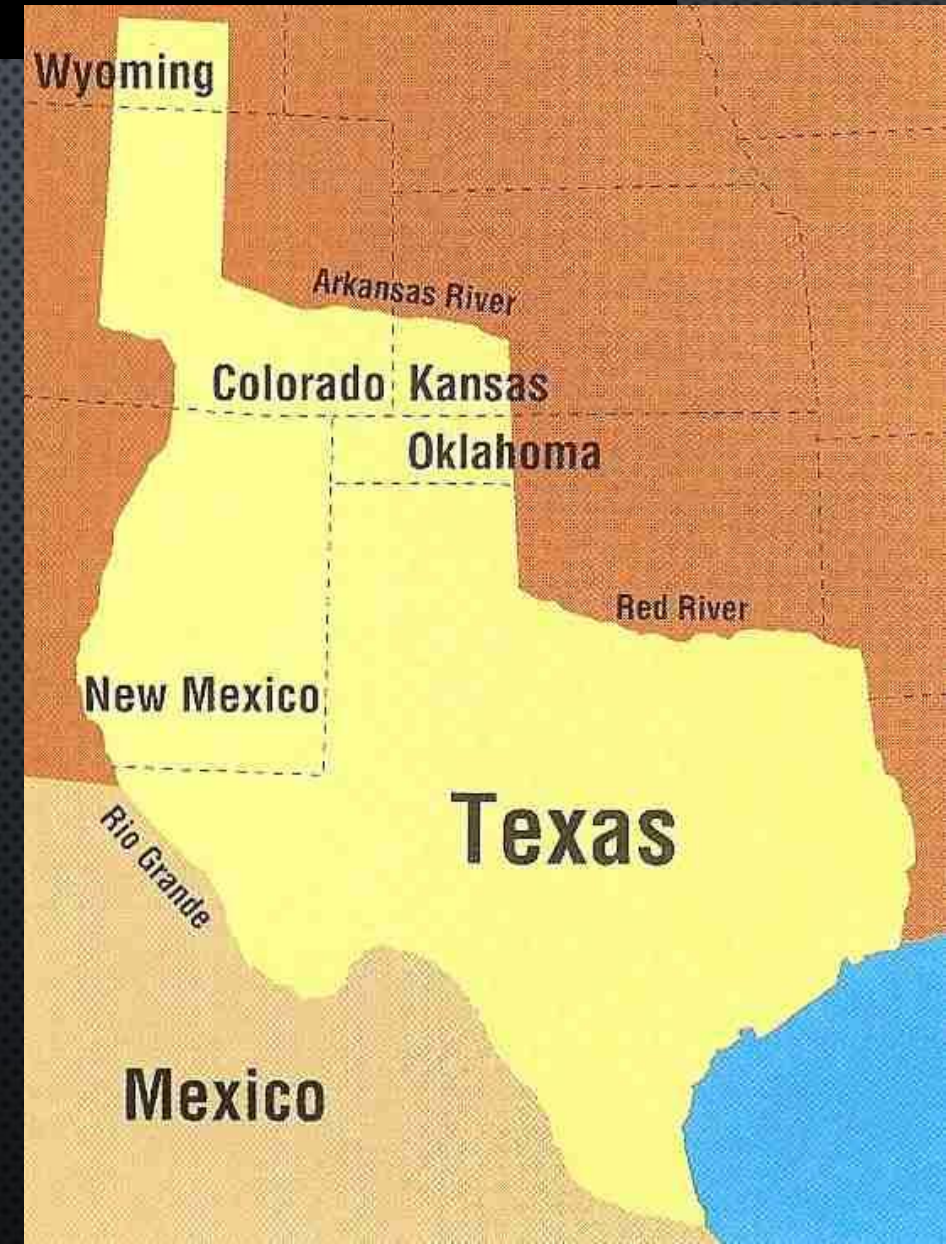 Wyoming
Arkansas River
Colorado
Kansas
Oklahoma
Red River
New Mexico
Texas
Rio Grande
Mexico